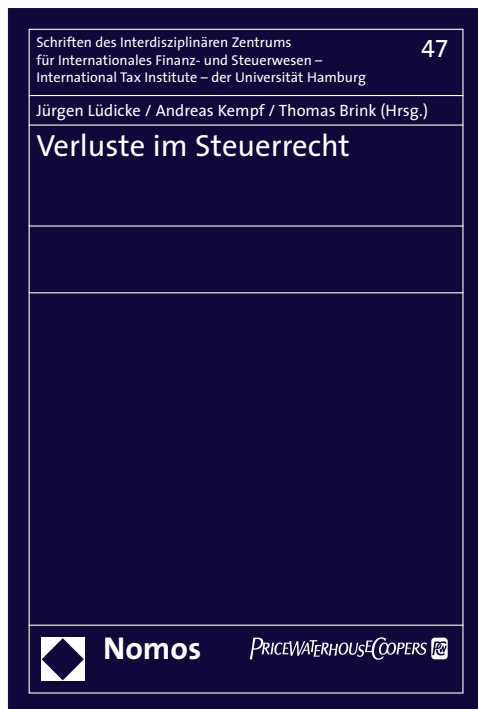 Schriften des Interdisziplinären Zentrums
für Internationales Finanz- und Steuerwesen –
International Tax Institute – der Universität Hamburg
47
Jürgen Lüdicke / Andreas Kempf / Thomas Brink (Hrsg.)
Verluste im Steuerrecht
Nomos
PRICEWATERHOUSECOOPERS PwC